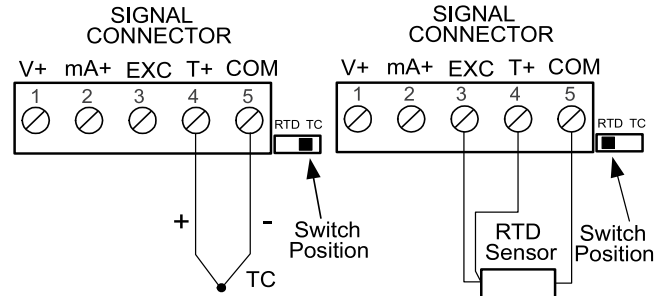 SIGNAL
CONNECTOR
V+ mA+ EXC T+ COM
1 2 3 4 5
RTD TC
+ -
Switch
Position
TC
SIGNAL
CONNECTOR
V+ mA+ EXC T+ COM
1 2 3 4 5
RTD TC
RTD
Sensor
Switch
Position